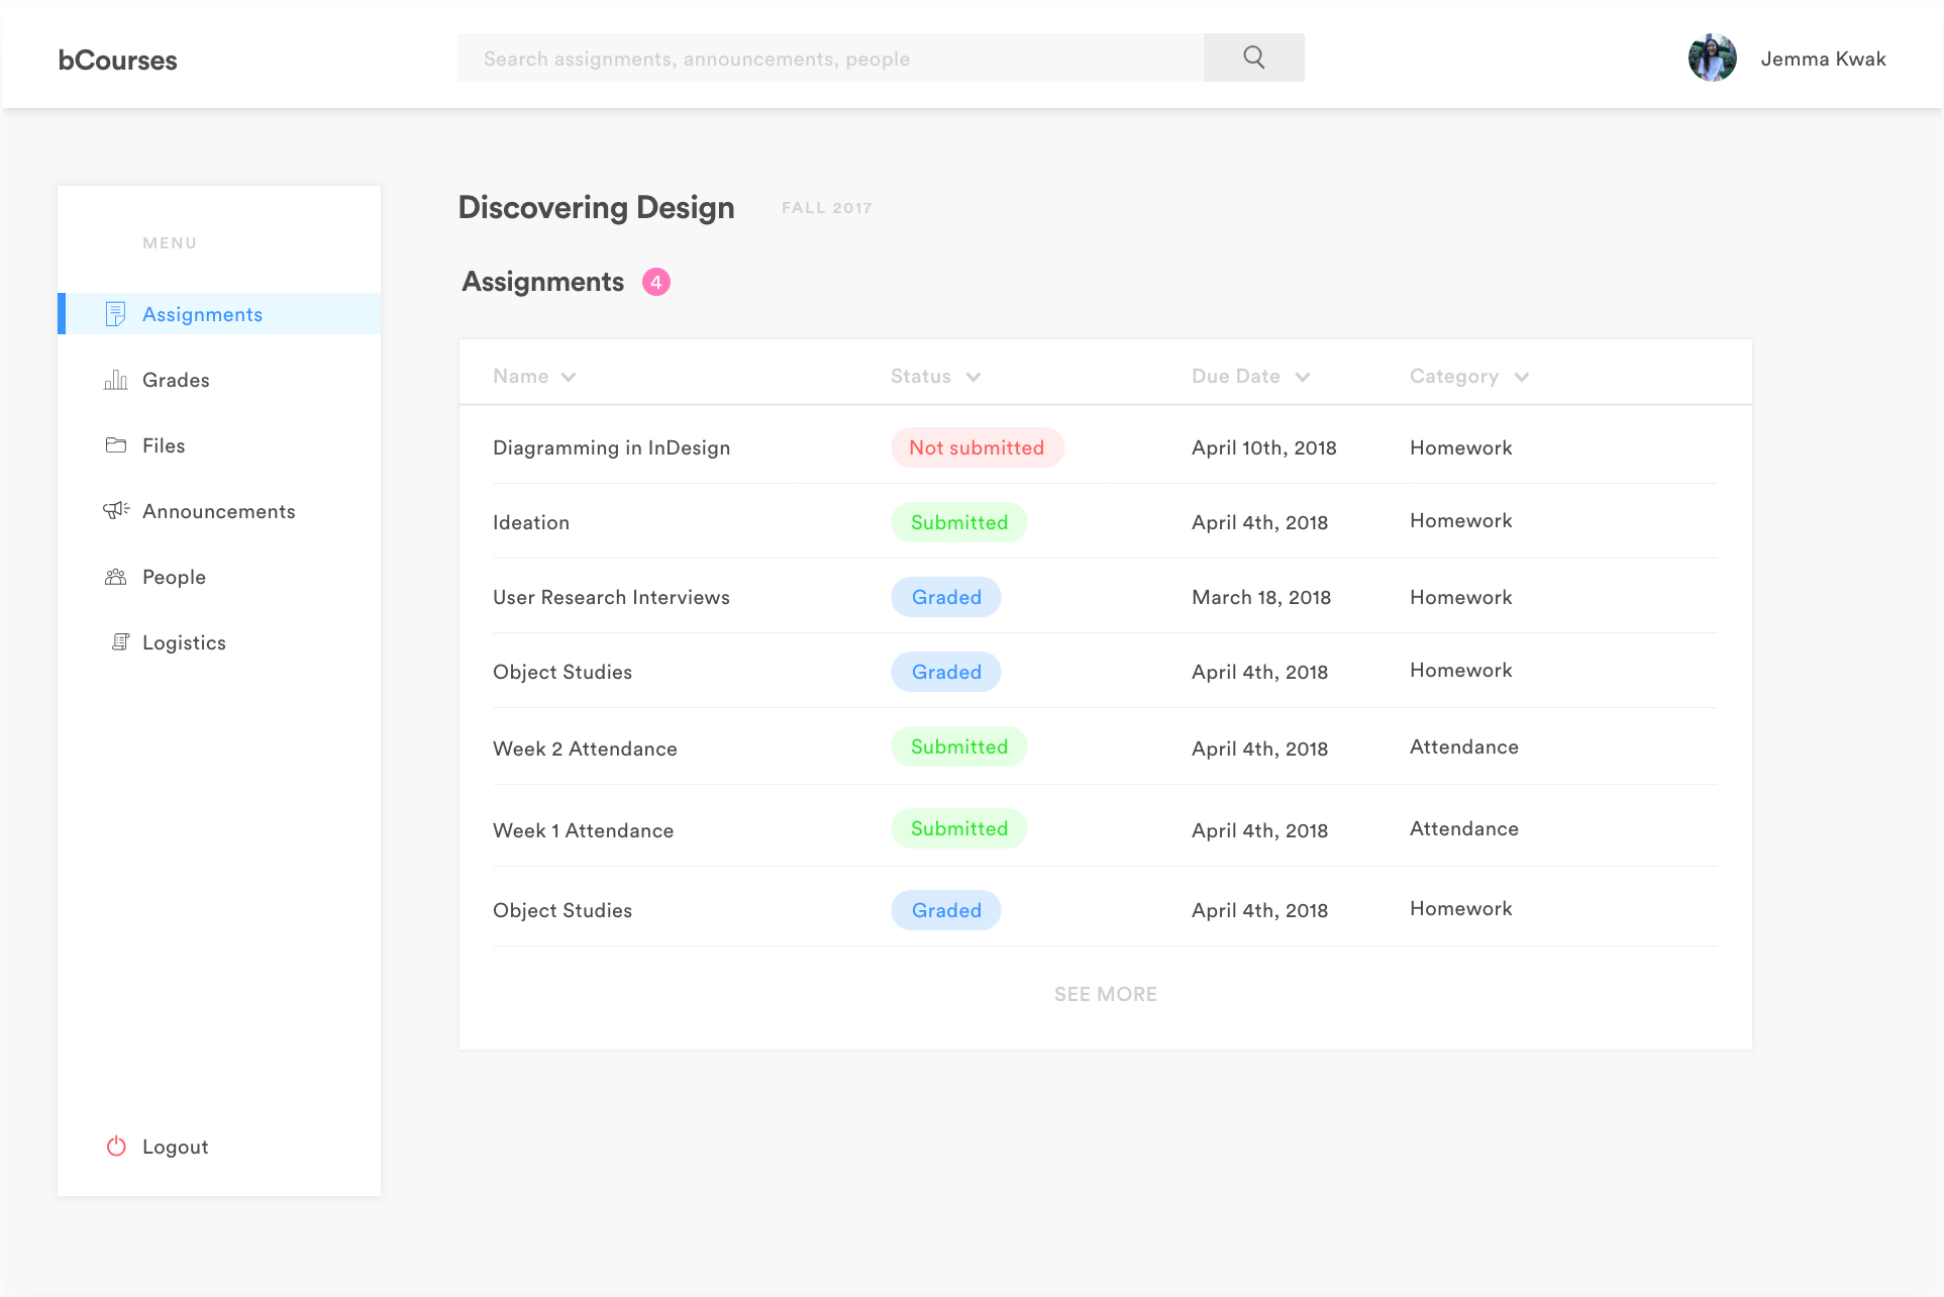 bCourses
Search assignments, announcements, people
Jemma Kwak
MENU
Assignments
Grades
Files
Announcements
People
Logistics
Logout
Discovering Design FALL 2017
Assignments 4
Name Status Due Date Category
Diagramming in InDesign Not submitted April 10th, 2018 Homework
Ideation Submitted April 4th, 2018 Homework
User Research Interviews Graded March 18, 2018 Homework
Object Studies Graded April 4th, 2018 Homework
Week 2 Attendance Submitted April 4th, 2018 Attendance
Week 1 Attendance Submitted April 4th, 2018 Attendance
Object Studies Graded April 4th, 2018 Homework
SEE MORE